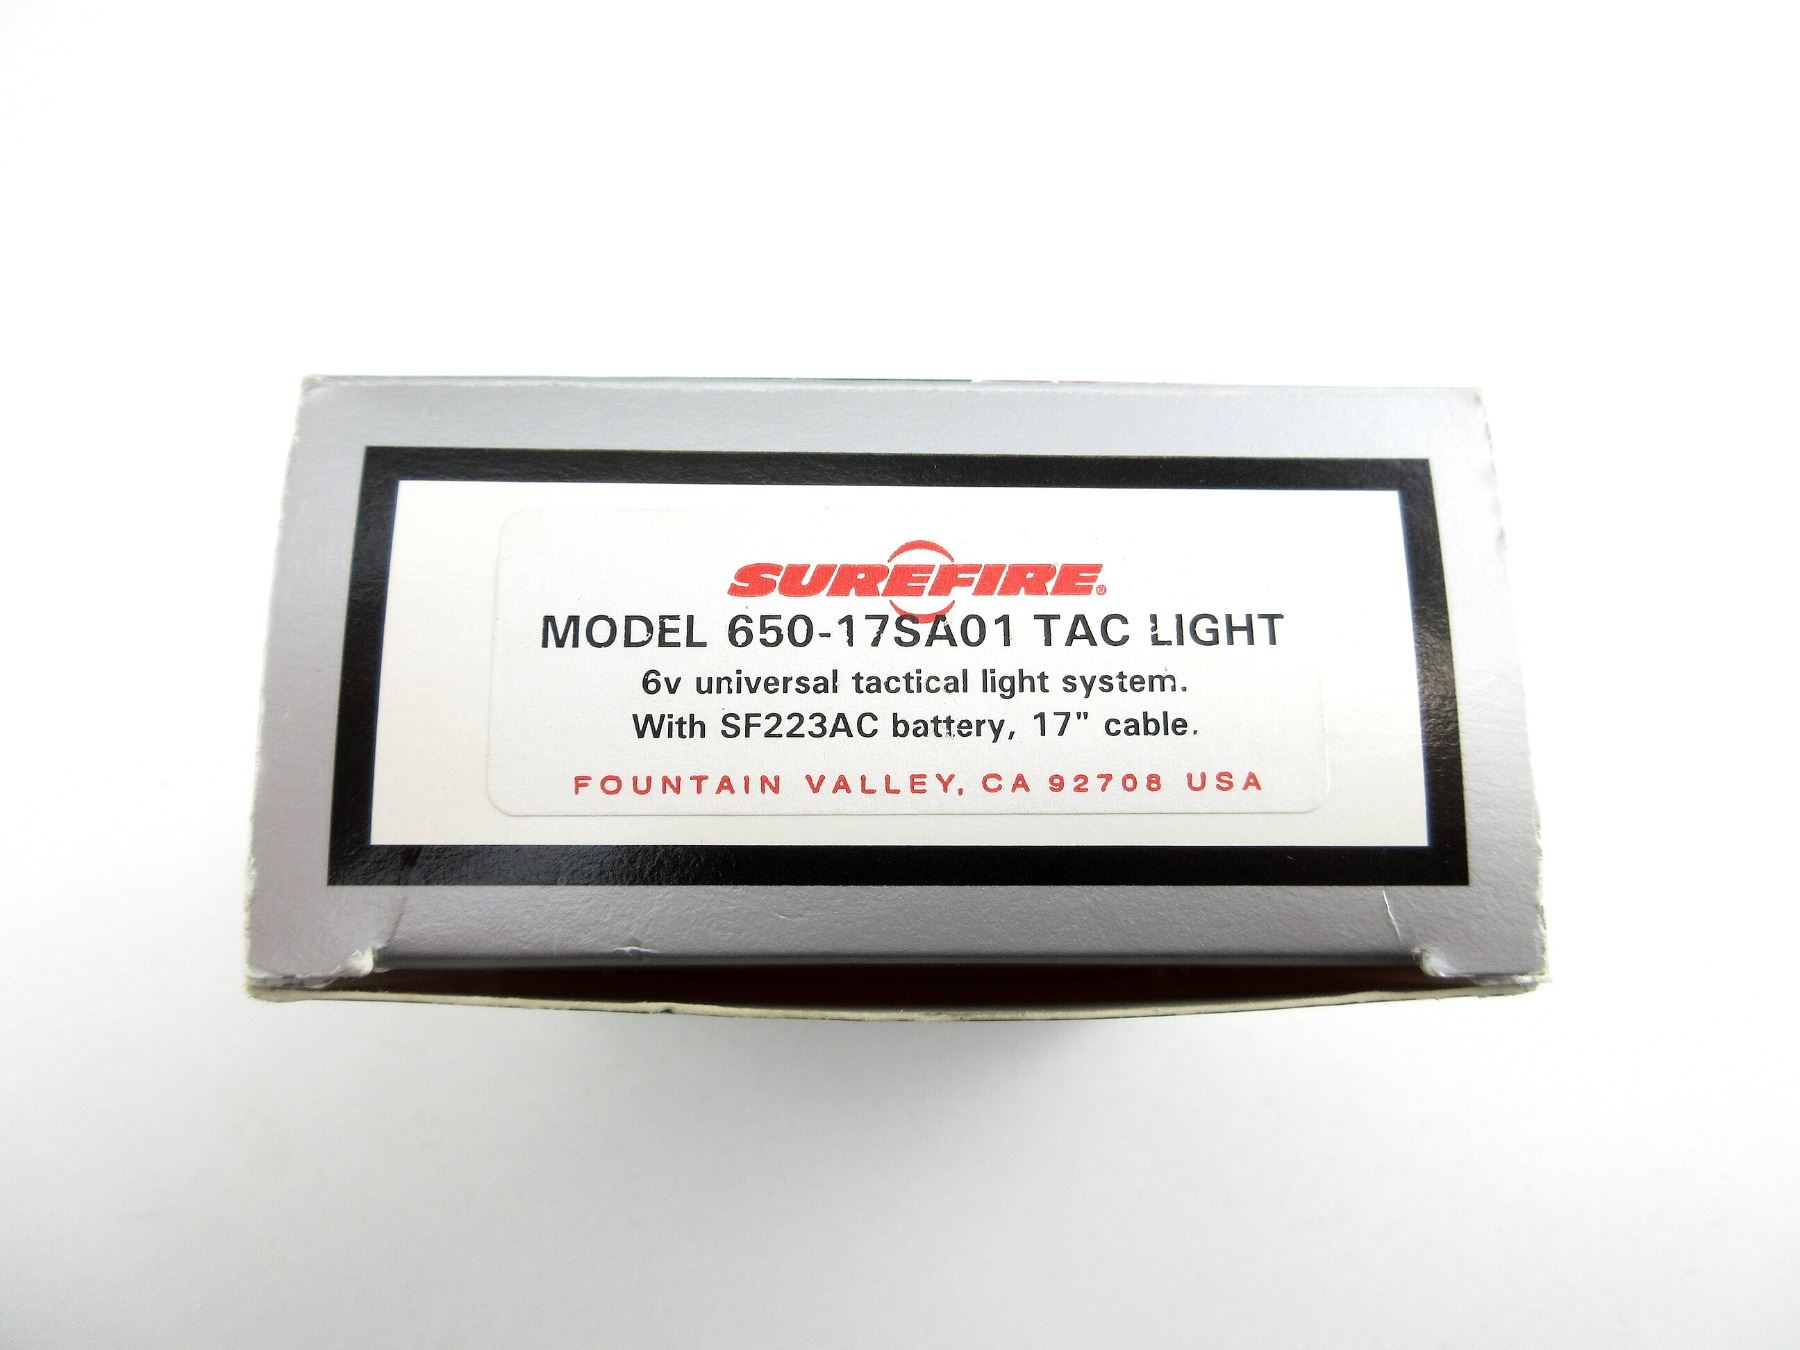 SUREFIRE®
MODEL 650-17SA01 TAC LIGHT
6v universal tactical light system.
With SF223AC battery, 17" cable.
FOUNTAIN VALLEY, CA 92708 USA